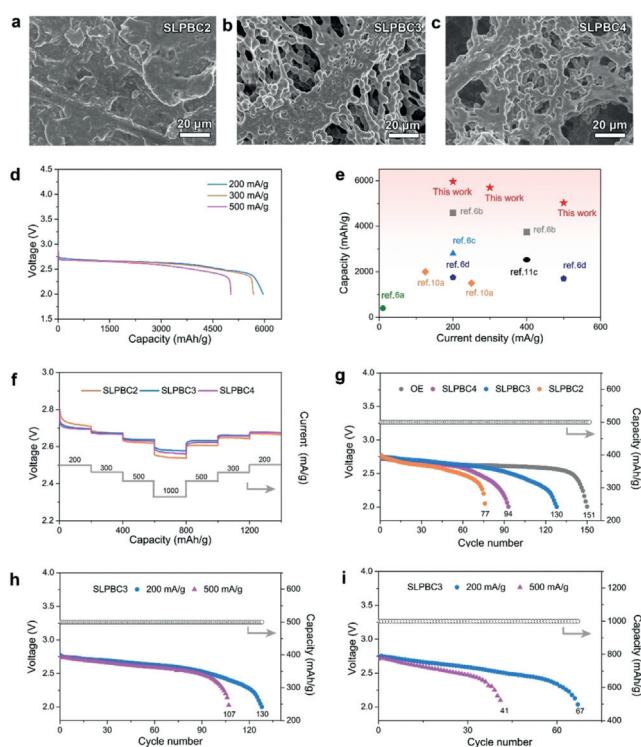 a
SLPBC2
20 μm
b
SLPBC3
20 μm
c
SLPBC4
20 μm
d
4.0
3.5
3.0
2.5
2.0
1.5
Voltage (V)
200 mA/g
300 mA/g
500 mA/g
0 1500 3000 4500 6000
Capacity (mAh/g)
e
6000
4000
2000
0
Capacity (mAh/g)
This work
This work
This work
ref.6b
ref.6b
ref.6c
ref.6d
ref.11c
ref.6d
ref.10a
ref.10a
ref.6a
0 200 400 600
Current density (mA/g)
f
3.0
2.8
2.6
2.4
2.2
Voltage (V)
SLPBC2 SLPBC3 SLPBC4
200 300 500 1000 500 300 200
Current (mA/g)
0 400 800 1200
Capacity (mAh/g)
g
4.0
3.5
3.0
2.5
2.0
Voltage (V)
OE SLPBC4 SLPBC3 SLPBC2
77 94 130 151
600
500
400
300
200
Capacity (mAh/g)
0 30 60 90 120 150
Cycle number
h
4.0
3.5
3.0
2.5
2.0
Voltage (V)
SLPBC3 200 mA/g 500 mA/g
107 130
600
500
400
300
200
Capacity (mAh/g)
0 30 60 90 120 150
Cycle number
i
4.0
3.5
3.0
2.5
2.0
Voltage (V)
SLPBC3 200 mA/g 500 mA/g
41 67
1200
1000
800
600
400
Capacity (mAh/g)
0 30 60
Cycle number